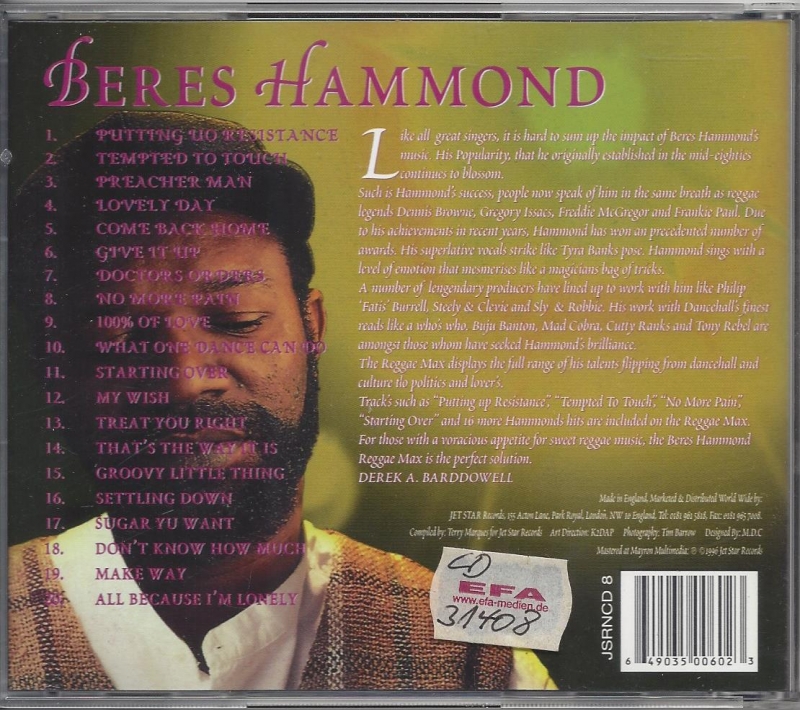 BERES HAMMOND
1. PUTTING UO RESISTANCE
2. TEMPTED TO TOUCH
3. PREACHER MAN
4. LOVELY DAY
5. COME BACK HOME
6. GIVE IT UP
7. DOCTORS ORDERS
8. NO MORE PAIN
9. 100% OF LOVE
10. WHAT ONE DANCE CAN DO
11. STARTING OVER
12. MY WISH
13. TREAT YOU RIGHT
14. THAT'S THE WAY IT IS
15. GROOVY LITTLE THING
16. SETTLING DOWN
17. SUGAR YU WANT
18. DON'T KNOW HOW MUCH
19. MAKE WAY
20. ALL BECAUSE I'M LONELY
Like all great singers, it is hard to sum up the impact of Beres Hammond's
music. His Popularity, that he originally established in the mid-eighties
continues to blossom.
Such is Hammond's success, people now speak of him in the same breath as reggae
legends Dennis Browne, Gregory Issacs, Freddie McGregor and Frankie Paul. Due
to his achievements in recent years, Hammond has won an precedented number of
awards. His superlative vocals strike like Tyra Banks pose. Hammond sings with a
level of emotion that mesmerises like a magicians bag of tricks.
A number of lengendary producers have lined up to work with him like Philip
'Fatis' Burrell, Steely & Clevie and Sly & Robbie. His work with Dancehall's finest
reads like a who's who. Buju Banton, Mad Cobra, Cutty Ranks and Tony Rebel are
amongst those whom have seeked Hammond's brilliance.
The Reggae Max displays the full range of his talents flipping from dancehall and
culture tlo politics and lorer's.
Track's such as "Putting up Resistance", "Tempted To Touch", "No More Pain",
"Starting Over" and 16 more Hammonds hits are included on the Reggae Max.
For those with a voracious appetite for sweet reggae music, the Beres Hammond
Reggae Max is the perfect solution.
DEREK A. BARDDOWELL
Made in England, Marketed & Distributed World Wide by:
JET STAR Records, 155 Acton Lane, Park Royal, London, NW 10 England, Tel: 0181 961 5818, Fax: 0181 965 7008.
Compiled by: Terry Marques for Jet Star Records Art Direction: K2DAP Photography: Tim Barrow Designed By: M.D.C
Mastered at Mayron Multimedia: ℗ ©1996 Jet Star Records
CD
EFA
www.efa-medien.de
31408
JSRNCD 8
6 49035 00602 3